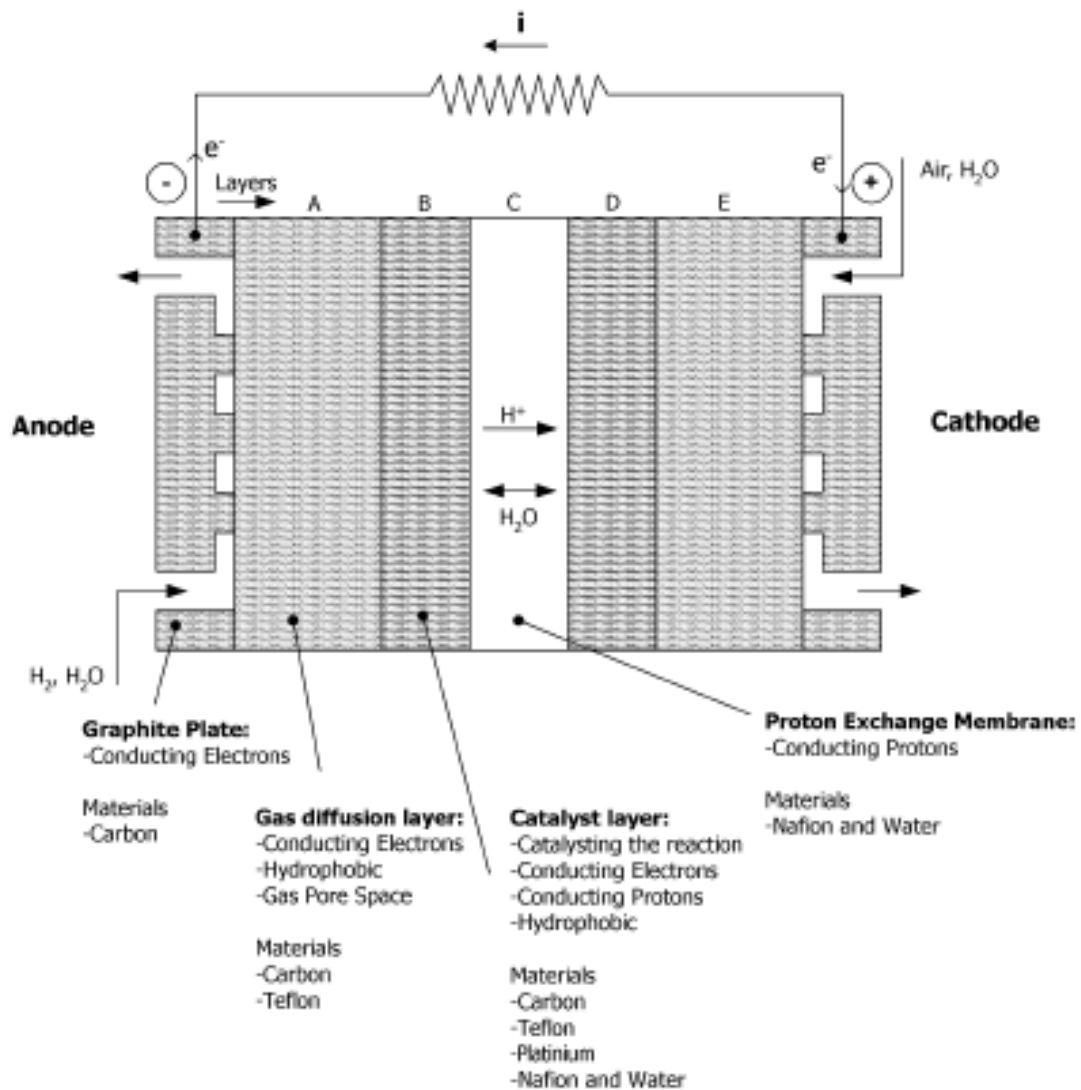 i
e-
e-
Air, H2O
-
+
Layers
A
B
C
D
E
Anode
H+
Cathode
H2O
H2, H2O
Graphite Plate:
-Conducting Electrons
Materials
-Carbon
Gas diffusion layer:
-Conducting Electrons
-Hydrophobic
-Gas Pore Space
Materials
-Carbon
-Teflon
Catalyst layer:
-Catalysting the reaction
-Conducting Electrons
-Conducting Protons
-Hydrophobic
Materials
-Carbon
-Teflon
-Platinium
-Nafion and Water
Proton Exchange Membrane:
-Conducting Protons
Materials
-Nafion and Water